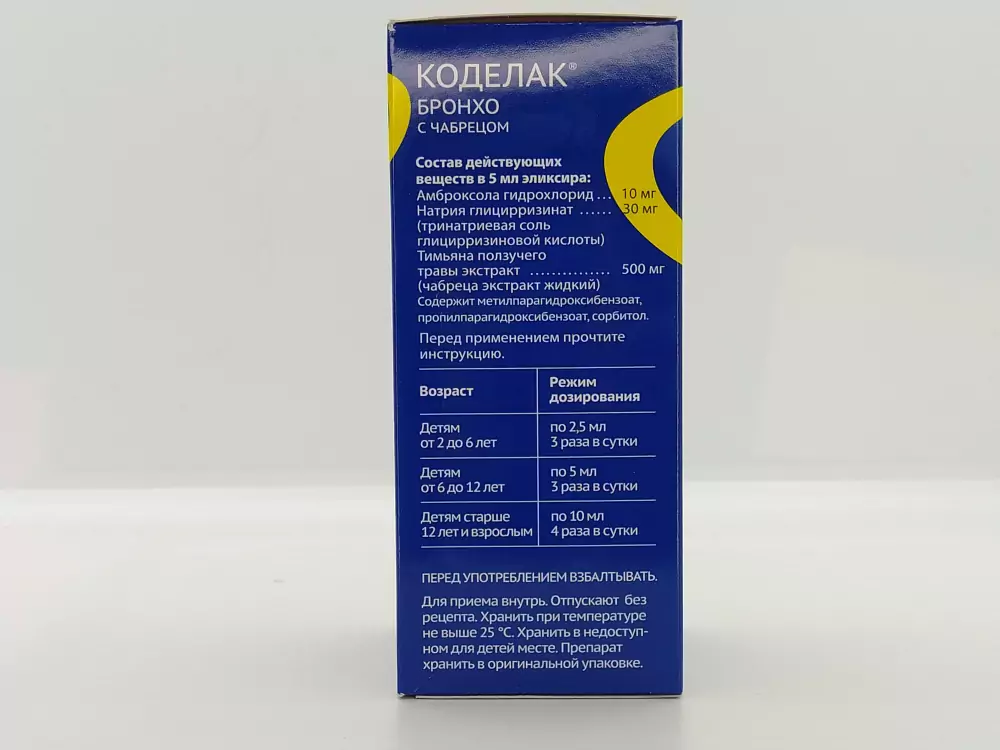 КОДЕЛАК®
БРОНХО
С ЧАБРЕЦОМ
Состав действующих
веществ в 5 мл эликсира:
Амброксола гидрохлорид ... 10 мг
Натрия глицирризинат ...... 30 мг
(тринатриевая соль
глицирризиновой кислоты)
Тимьяна ползучего
травы экстракт ............... 500 мг
(чабреца экстракт жидкий)
Содержит метилпарагидроксибензоат,
пропилпарагидроксибензоат, сорбитол.
Перед применением прочтите
инструкцию.
Возраст
Режим
дозирования
Детям
от 2 до 6 лет
по 2,5 мл
3 раза в сутки
Детям
от 6 до 12 лет
по 5 мл
3 раза в сутки
Детям старше
12 лет и взрослым
по 10 мл
4 раза в сутки
ПЕРЕД УПОТРЕБЛЕНИЕМ ВЗБАЛТЫВАТЬ.
Для приема внутрь. Отпускают без
рецепта. Хранить при температуре
не выше 25 °С. Хранить в недоступ-
ном для детей месте. Препарат
хранить в оригинальной упаковке.